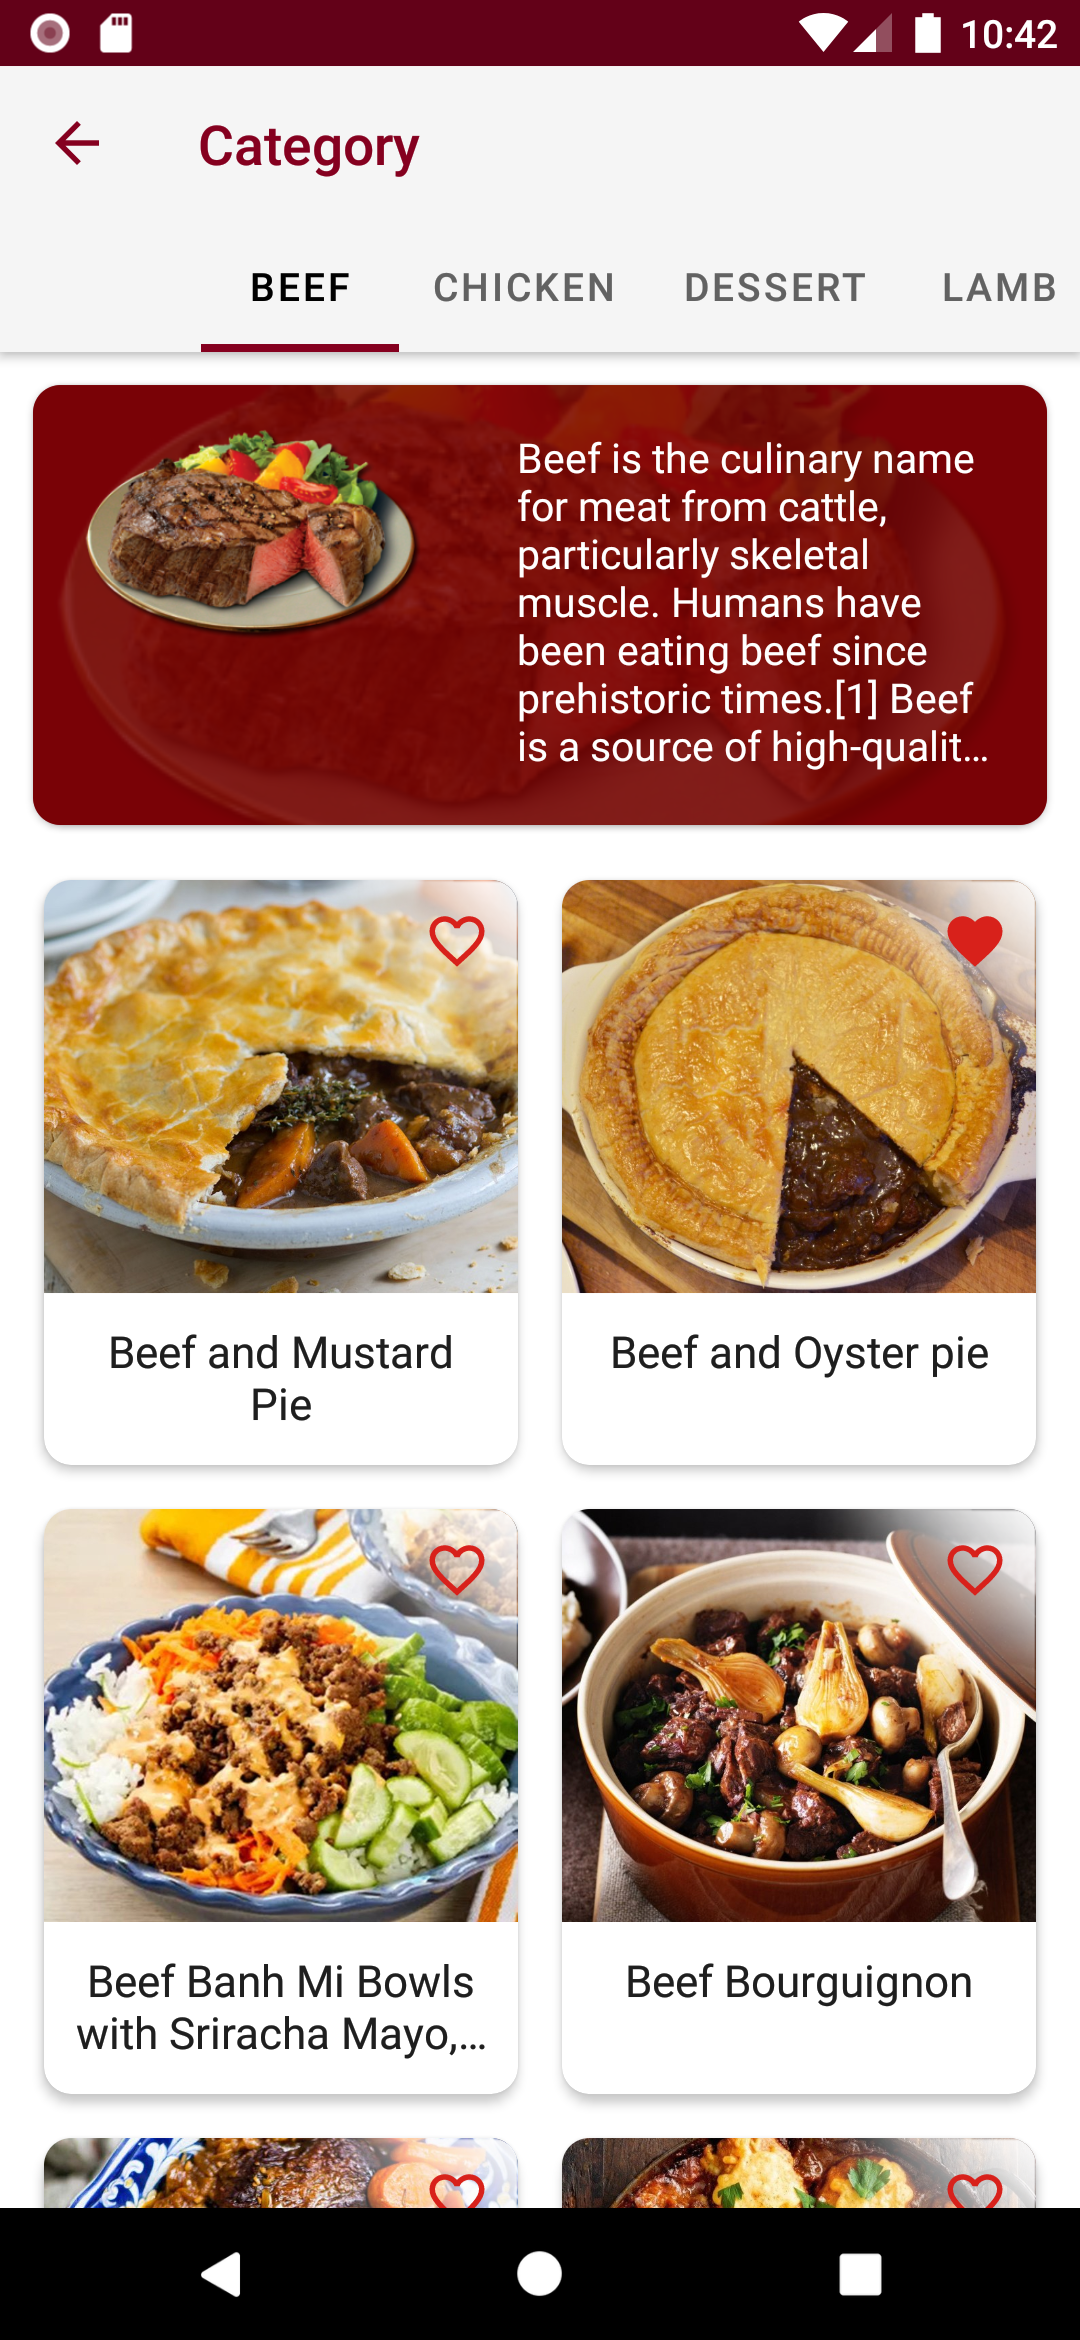 10:42
Category
BEEF CHICKEN DESSERT LAMB
Beef is the culinary name
for meat from cattle,
particularly skeletal
muscle. Humans have
been eating beef since
prehistoric times.[1] Beef
is a source of high-qualit...
Beef and Mustard
Pie
Beef and Oyster pie
Beef Banh Mi Bowls
with Sriracha Mayo,...
Beef Bourguignon